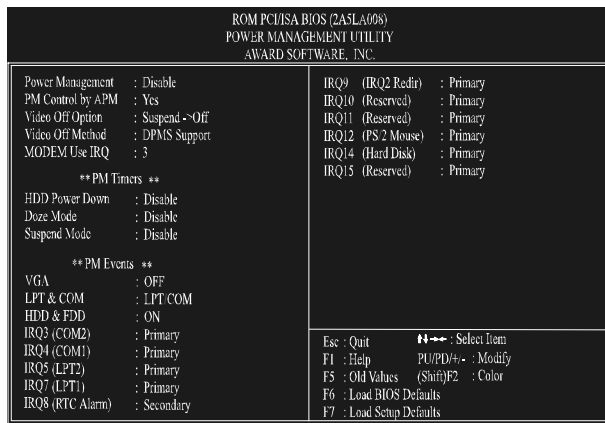 ROM PCI/ISA BIOS (2A5LA008)
POWER MANAGEMENT UTILITY
AWARD SOFTWARE, INC.
Power Management : Disable
PM Control by APM : Yes
Video Off Option : Suspend ->Off
Video Off Method : DPMS Support
MODEM Use IRQ : 3
** PM Timers **
HDD Power Down : Disable
Doze Mode : Disable
Suspend Mode : Disable
** PM Events **
VGA : OFF
LPT & COM : LPT/COM
HDD & FDD : ON
IRQ3 (COM2) : Primary
IRQ4 (COM1) : Primary
IRQ5 (LPT2) : Primary
IRQ7 (LPT1) : Primary
IRQ8 (RTC Alarm) : Secondary
IRQ9 (IRQ2 Redir) : Primary
IRQ10 (Reserved) : Primary
IRQ11 (Reserved) : Primary
IRQ12 (PS/2 Mouse) : Primary
IRQ14 (Hard Disk) : Primary
IRQ15 (Reserved) : Primary
Esc : Quit ↑↓→← : Select Item
F1 : Help PU/PD/+/- : Modify
F5 : Old Values (Shift)F2 : Color
F6 : Load BIOS Defaults
F7 : Load Setup Defaults